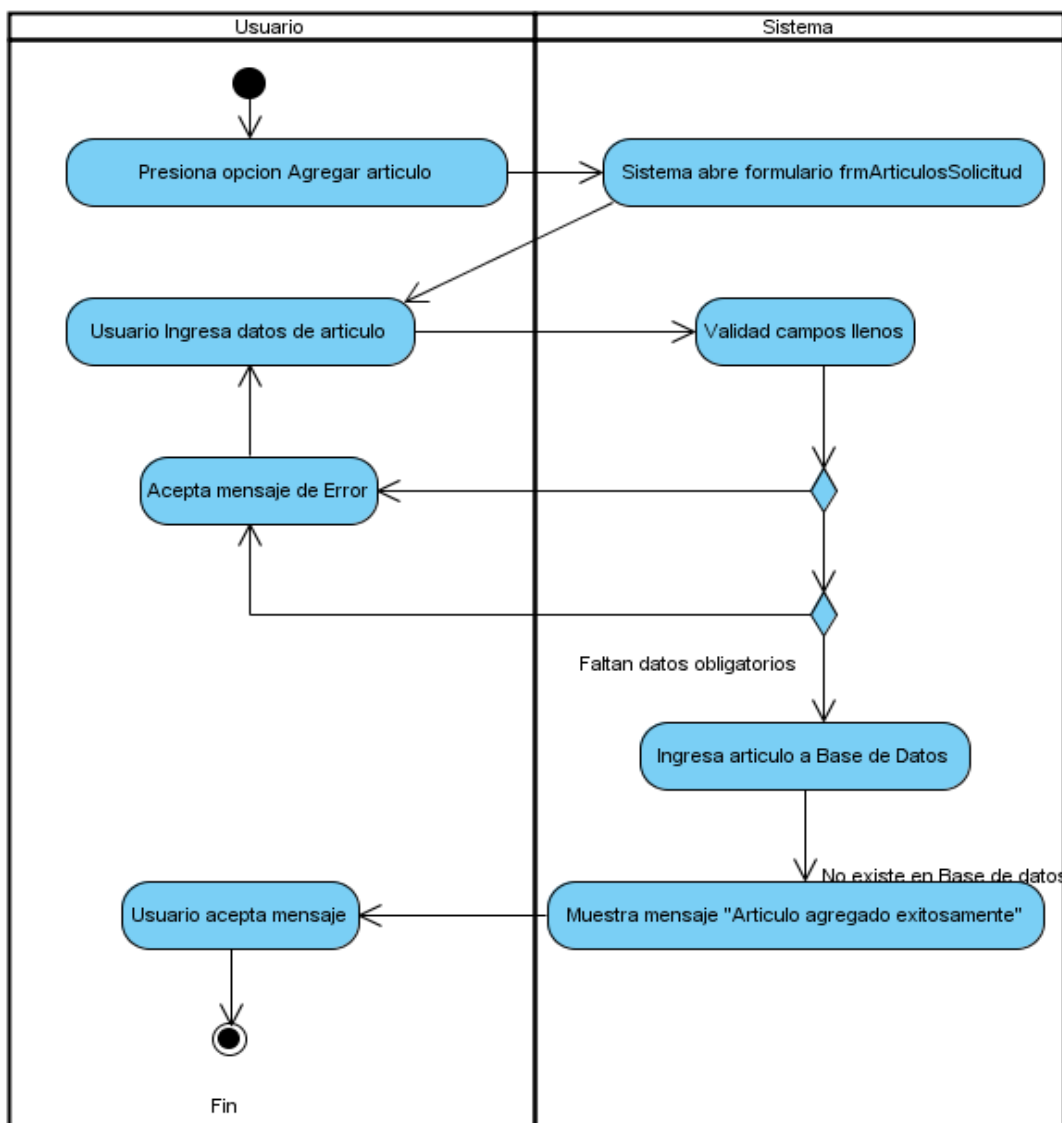 Usuario
Sistema
Presiona opcion Agregar articulo
Sistema abre formulario frmArticulosSolicitud
Usuario Ingresa datos de articulo
Validad campos llenos
Acepta mensaje de Error
Faltan datos obligatorios
Ingresa articulo a Base de Datos
No existe en Base de datos
Usuario acepta mensaje
Muestra mensaje "Articulo agregado exitosamente"
Fin